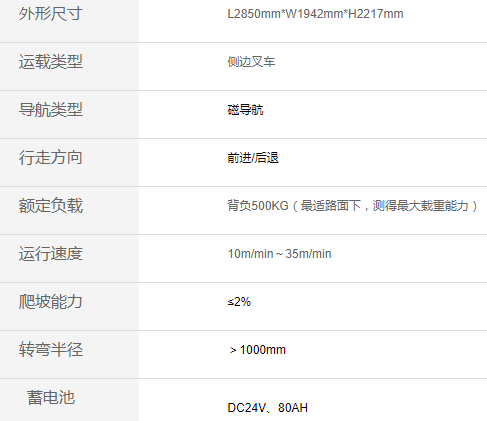 外形尺寸 L2850mm*W1942mm*H2217mm
运载类型 侧边叉车
导航类型 磁导航
行走方向 前进/后退
额定负载 背负500KG（最适路面下，测得最大载重能力）
运行速度 10m/min～35m/min
爬坡能力 ≤2%
转弯半径 ＞1000mm
蓄电池 DC24V、80AH